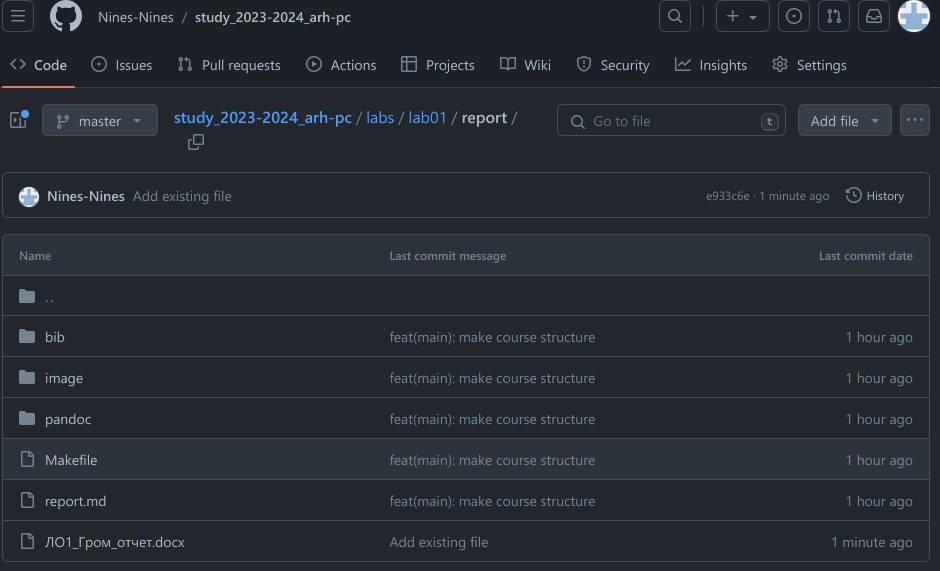 Nines-Nines / study_2023-2024_arh-pc
Code Issues Pull requests Actions Projects Wiki Security Insights Settings
master study_2023-2024_arh-pc / labs / lab01 / report / Go to file t Add file
Nines-Nines Add existing file e933c6e · 1 minute ago History
Name Last commit message Last commit date
..
bib feat(main): make course structure 1 hour ago
image feat(main): make course structure 1 hour ago
pandoc feat(main): make course structure 1 hour ago
Makefile feat(main): make course structure 1 hour ago
report.md feat(main): make course structure 1 hour ago
ЛО1_Гром_отчет.docx Add existing file 1 minute ago